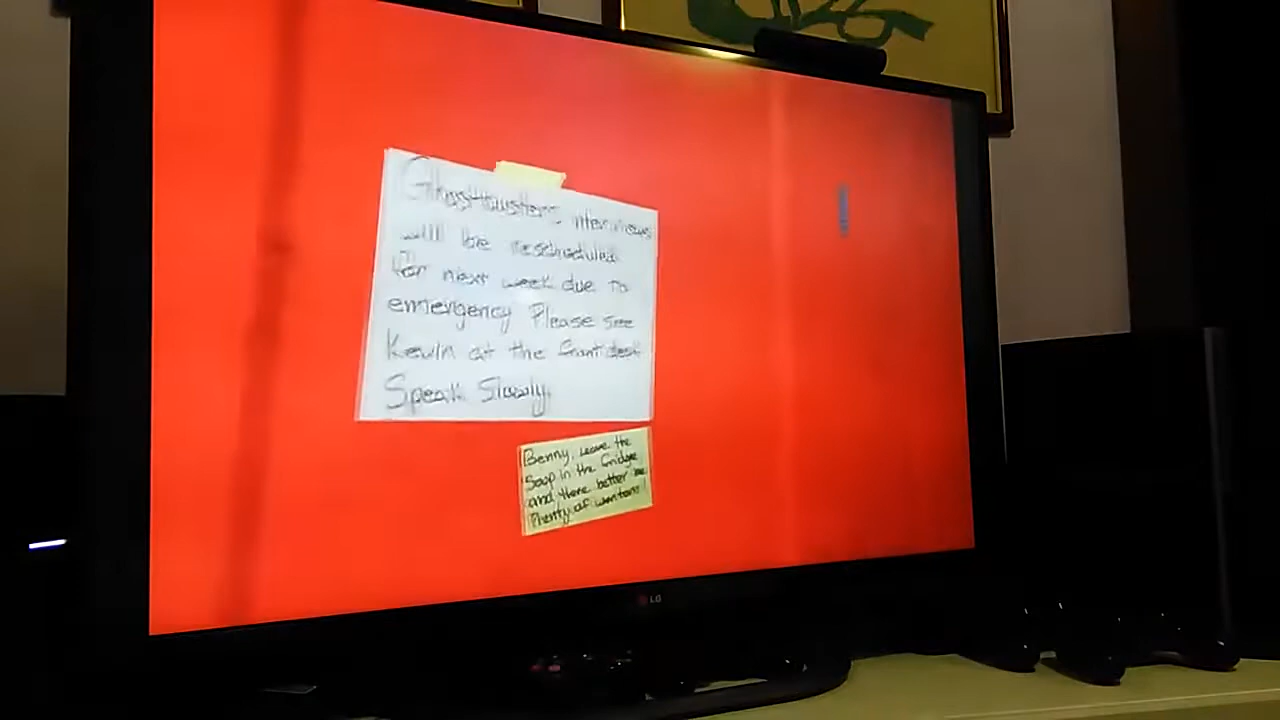 Ghostbusters interviews
will be rescheduled
for next week due to
emergency Please see
Kevin at the front desk
Speak Slowly.
Benny, Leave the
Soup in the fridge
and there better be
Plenty of wontons!
LG